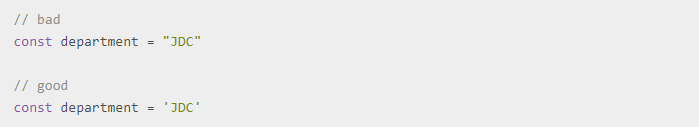 // bad
const department = "JDC"
// good
const department = 'JDC'